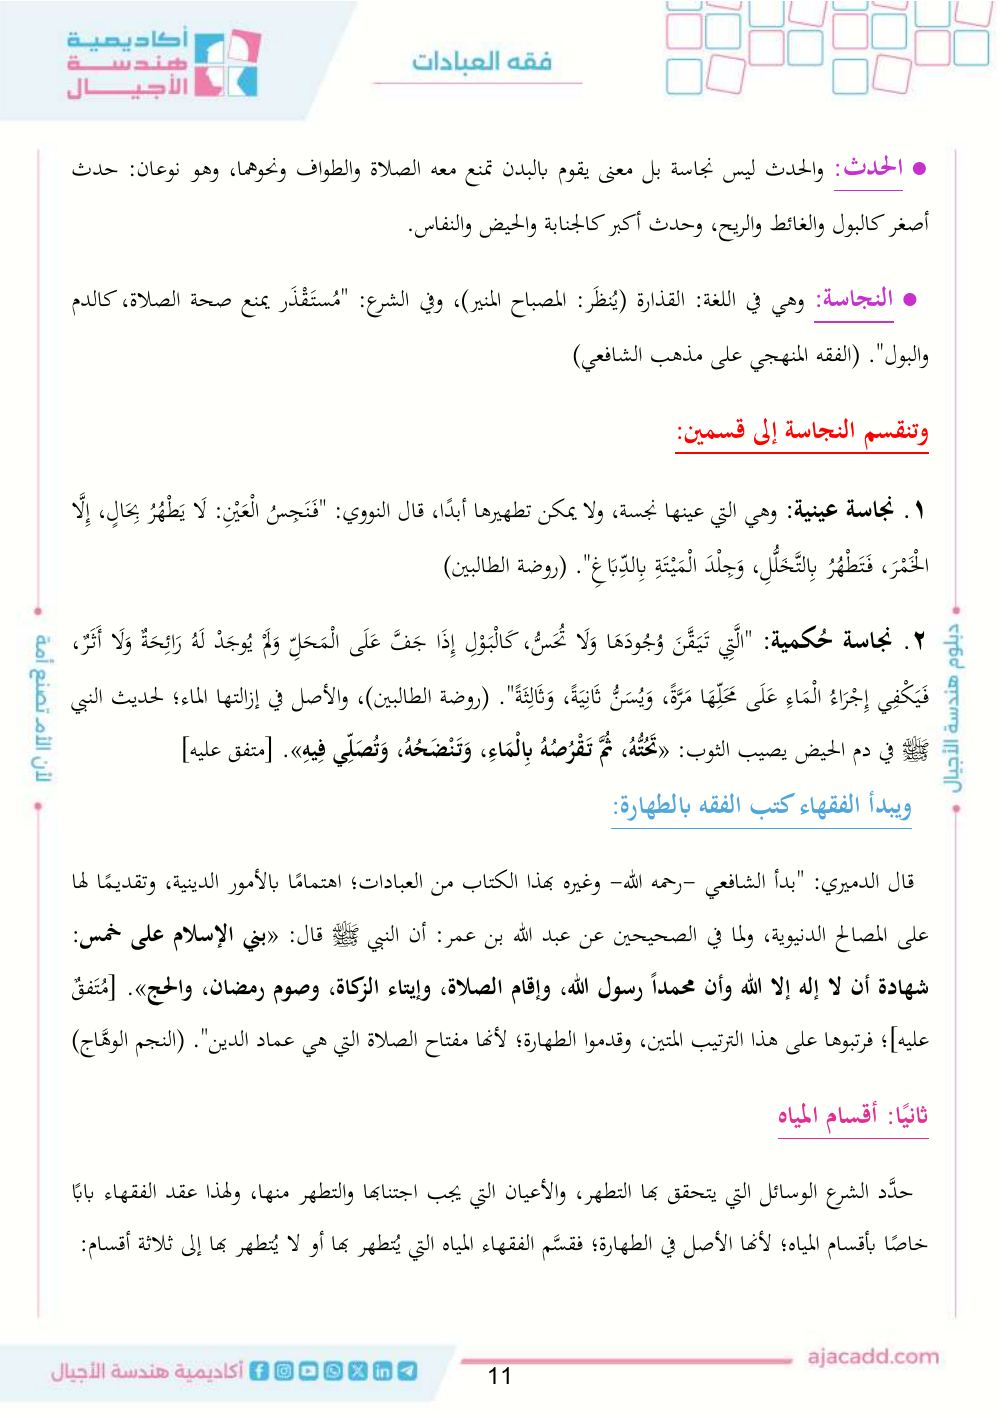 أكاديمية
هندسة
الأجيال
فقه العبادات
● الحدث: والحدث ليس نجاسة بل معنى يقوم بالبدن تمنع معه الصلاة والطواف ونحوهما، وهو نوعان: حدث
أصغر كالبول والغائط والريح، وحدث أكبر كالجنابة والحيض والنفاس.
● النجاسة: وهي في اللغة: القذارة (يُنظَر: المصباح المنير)، وفي الشرع: "مُستَقْذَر يمنع صحة الصلاة، كالدم
والبول". (الفقه المنهجي على مذهب الشافعي)
وتنقسم النجاسة إلى قسمين:
١. نجاسة عينية: وهي التي عينها نجسة، ولا يمكن تطهيرها أبدًا، قال النووي: "فَنَجِسُ الْعَيْنِ: لَا يَطْهُرُ بِحَالٍ، إِلَّا
الْخَمْرَ، فَتَطْهُرُ بِالتَّخَلُّلِ، وَجِلْدَ الْمَيْتَةِ بِالدِّبَاغِ". (روضة الطالبين)
٢. نجاسة حُكمية: "الَّتِي تَيَقَّنَ وُجُودَهَا وَلَا تُحَسُّ، كَالْبَوْلِ إِذَا جَفَّ عَلَى الْمَحَلِّ وَلَمْ يُوجَدْ لَهُ رَائِحَةٌ وَلَا أَثَرٌ،
فَيَكْفِي إِجْرَاءُ الْمَاءِ عَلَى مَحَلِّهَا مَرَّةً، وَيُسَنُّ ثَانِيَةً، وَثَالِثَةً". (روضة الطالبين)، والأصل في إزالتها الماء؛ لحديث النبي
ﷺ في دم الحيض يصيب الثوب: «تَحُتُّهُ، ثُمَّ تَقْرُصُهُ بِالْمَاءِ، وَتَنْضَحُهُ، وَتُصَلِّي فِيهِ». [متفق عليه]
ويبدأ الفقهاء كتب الفقه بالطهارة:
قال الدميري: "بدأ الشافعي -رحمه الله- وغيره بهذا الكتاب من العبادات؛ اهتمامًا بالأمور الدينية، وتقديمًا لها
على المصالح الدنيوية، ولما في الصحيحين عن عبد الله بن عمر: أن النبي ﷺ قال: «بني الإسلام على خمس:
شهادة أن لا إله إلا الله وأن محمداً رسول الله، وإقام الصلاة، وإيتاء الزكاة، وصوم رمضان، والحج». [مُتَفقٌ
عليه]؛ فرتبوها على هذا الترتيب المتين، وقدموا الطهارة؛ لأنها مفتاح الصلاة التي هي عماد الدين". (النجم الوهَّاج)
ثانيًا: أقسام المياه
حدَّد الشرع الوسائل التي يتحقق بها التطهر، والأعيان التي يجب اجتنابها والتطهر منها، ولهذا عقد الفقهاء بابًا
خاصًا بأقسام المياه؛ لأنها الأصل في الطهارة؛ فقسَّم الفقهاء المياه التي يُتطهر بها أو لا يُتطهر بها إلى ثلاثة أقسام:
دبلوم هندسة الأجيال
لأن الأم تصنع أمة
ajacadd.com
11
أكاديمية هندسة الأجيال